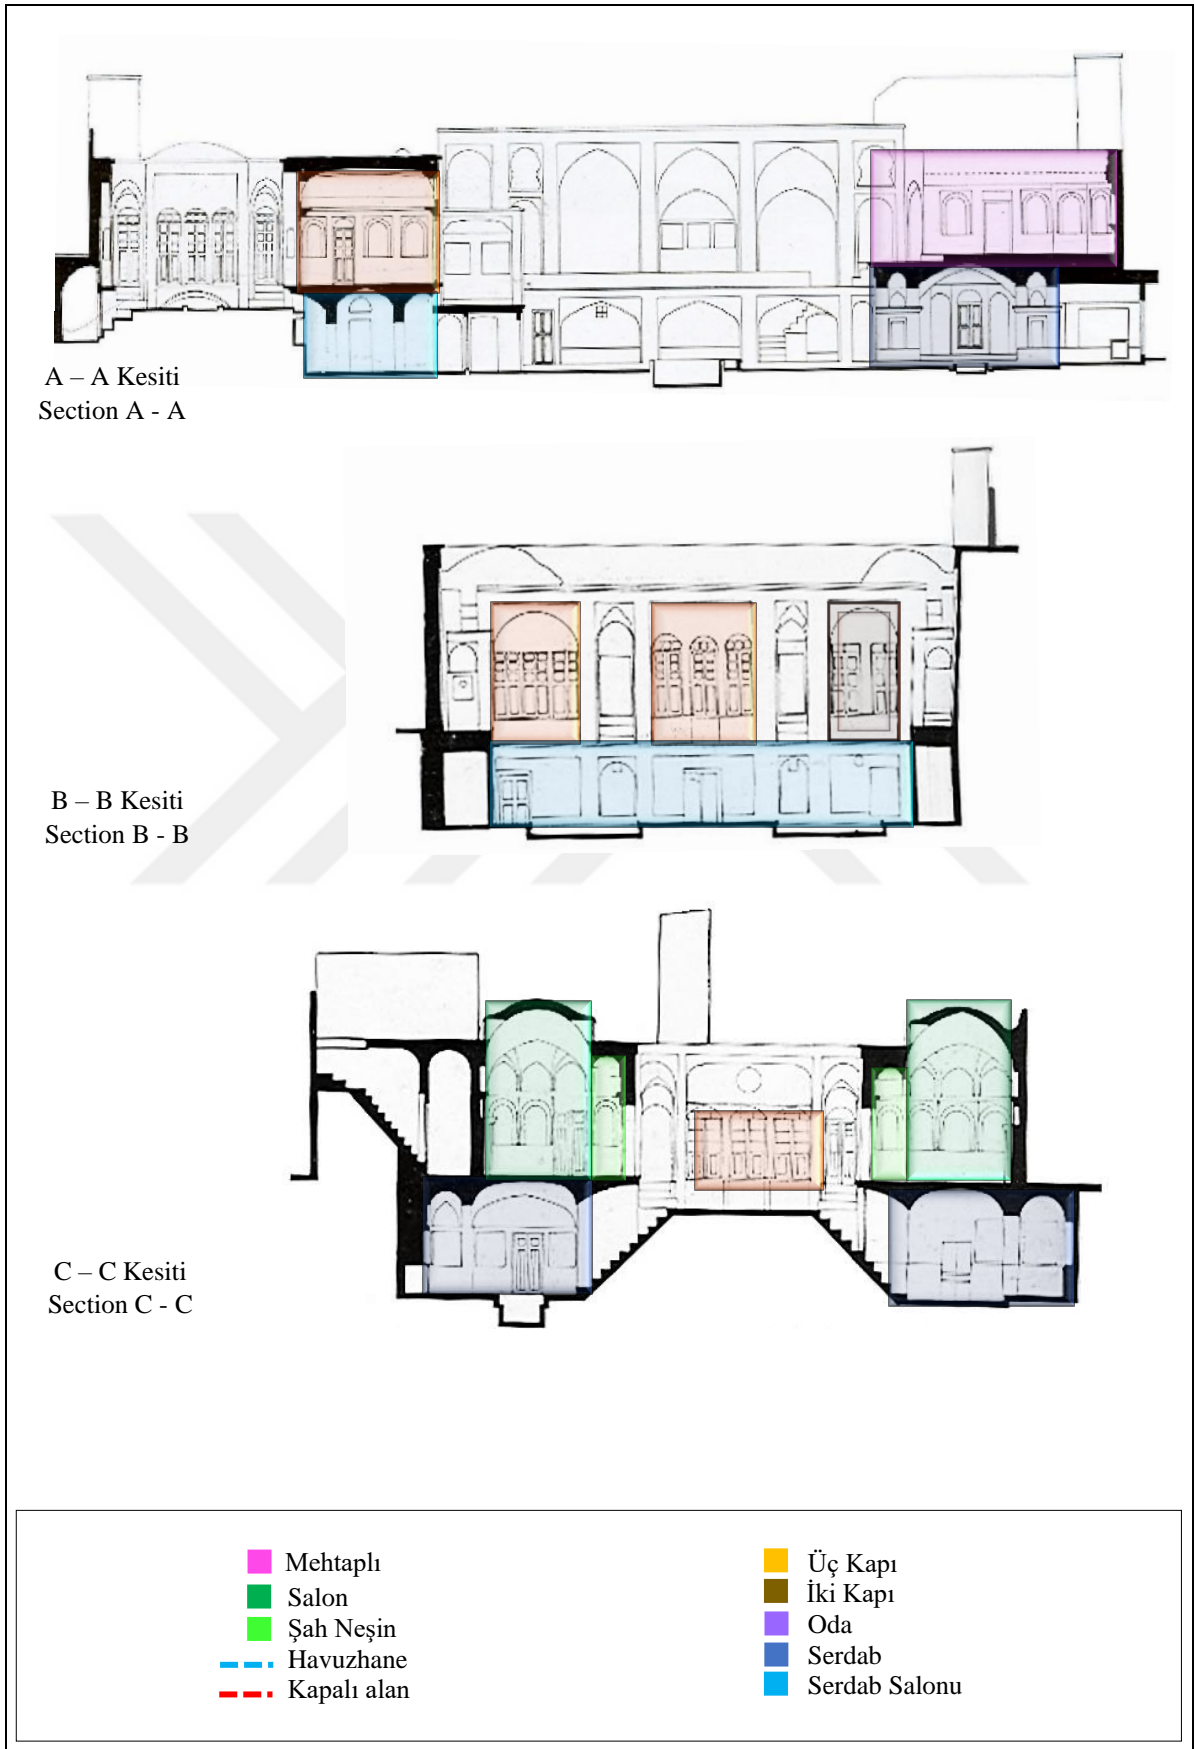 A – A Kesiti
Section A - A
B – B Kesiti
Section B - B
C – C Kesiti
Section C - C
Mehtaplı
Salon
Şah Neşin
Havuzhane
Kapalı alan
Üç Kapı
İki Kapı
Oda
Serdab
Serdab Salonu